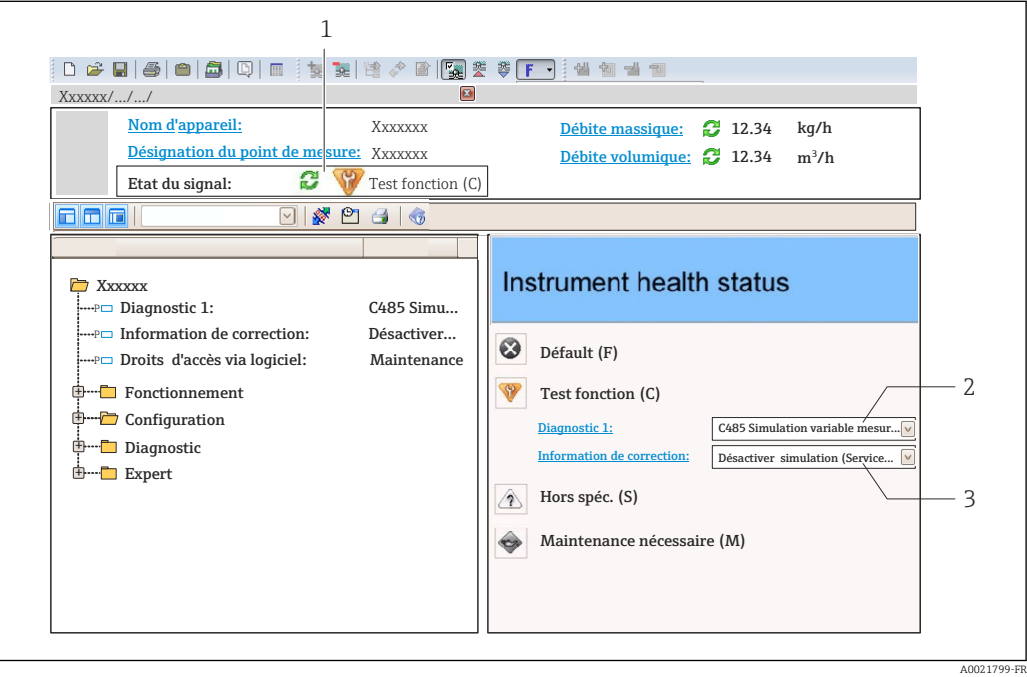 1
F
Xxxxxx/.../.../
Nom d'appareil: Xxxxxxx Débite massique: 12.34 kg/h
Désignation du point de mesure: Xxxxxxx Débite volumique: 12.34 m³/h
Etat du signal: Test fonction (C)
Xxxxxx
P Diagnostic 1: C485 Simu...
P Information de correction: Désactiver...
P Droits d'accès via logiciel: Maintenance
Fonctionnement
Configuration
Diagnostic
Expert
Instrument health status
Défault (F)
Test fonction (C)
2
Diagnostic 1: C485 Simulation variable mesur...
Information de correction: Désactiver simulation (Service...
Hors spéc. (S)
3
Maintenance nécessaire (M)
A0021799-FR